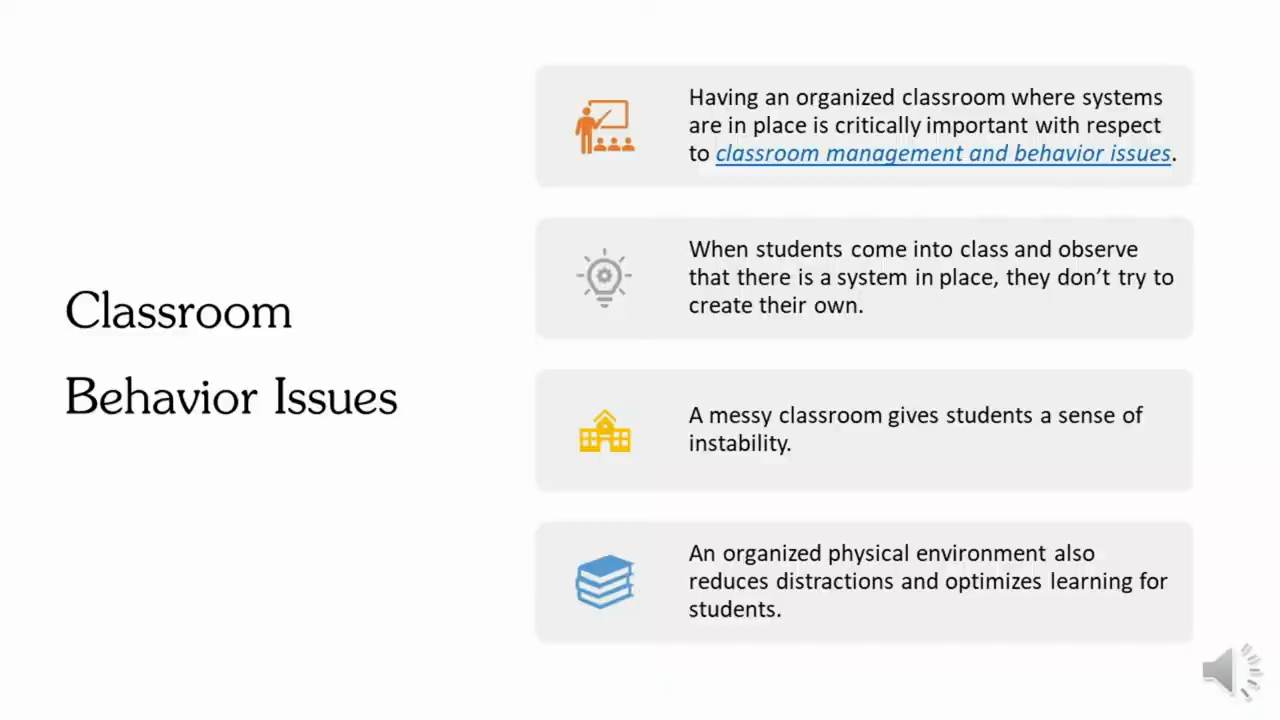 Classroom
Behavior Issues
Having an organized classroom where systems
are in place is critically important with respect
to classroom management and behavior issues.
When students come into class and observe
that there is a system in place, they don’t try to
create their own.
A messy classroom gives students a sense of
instability.
An organized physical environment also
reduces distractions and optimizes learning for
students.